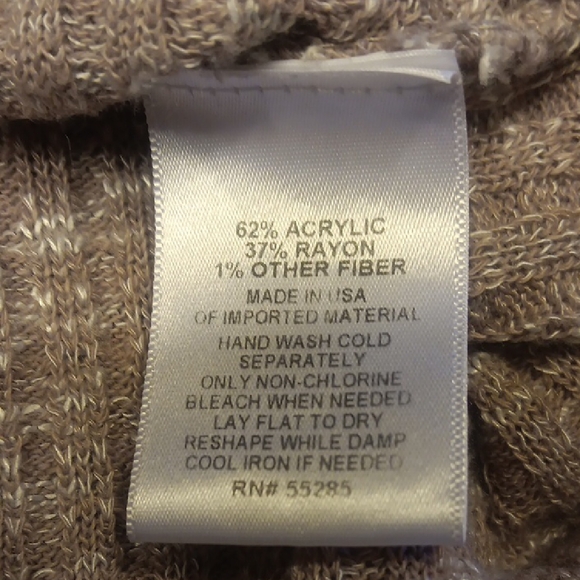 62% ACRYLIC
37% RAYON
1% OTHER FIBER
MADE IN USA
OF IMPORTED MATERIAL
HAND WASH COLD
SEPARATELY
ONLY NON-CHLORINE
BLEACH WHEN NEEDED
LAY FLAT TO DRY
RESHAPE WHILE DAMP
COOL IRON IF NEEDED
RN# 55285